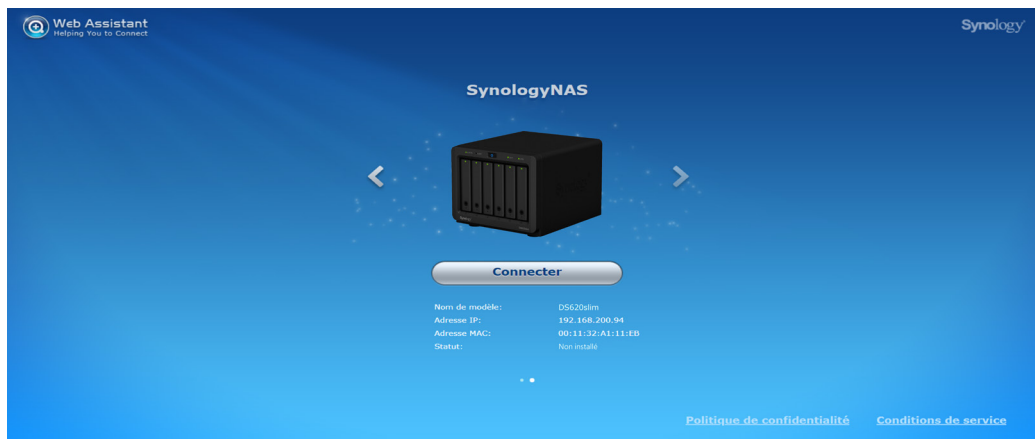 Web Assistant
Helping You to Connect
Synology
SynologyNAS
Connecter
Nom de modèle: DS620slim
Adresse IP: 192.168.200.94
Adresse MAC: 00:11:32:A1:11:EB
Statut: Non installé
Politique de confidentialité Conditions de service